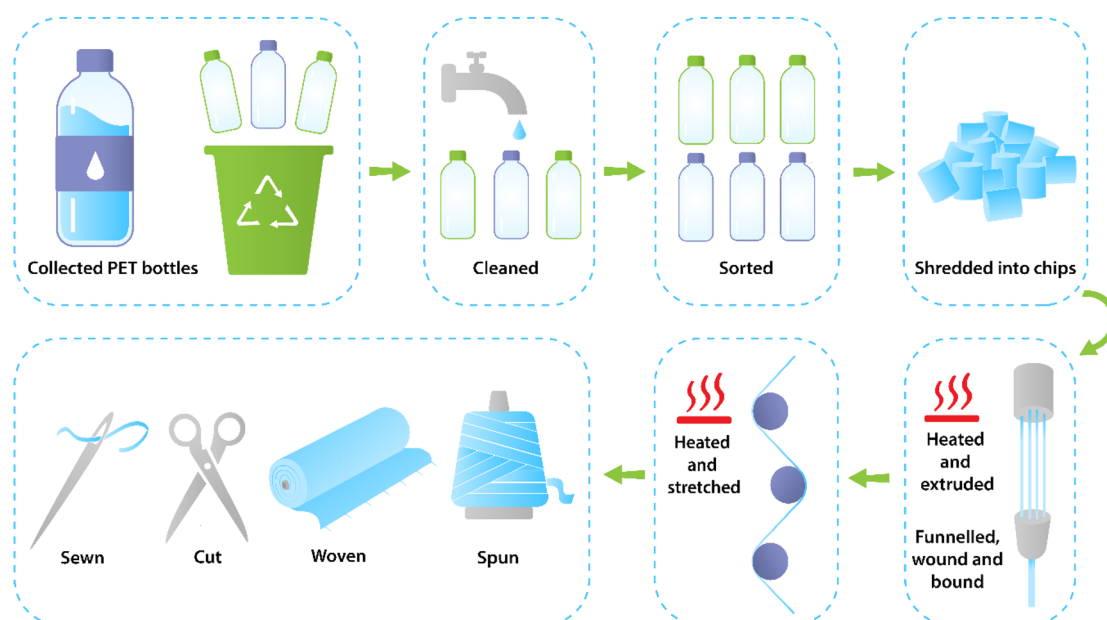 Collected PET bottles
Cleaned
Sorted
Shredded into chips
Heated
and
extruded
Funnelled,
wound and
bound
Heated
and
stretched
Spun
Woven
Cut
Sewn